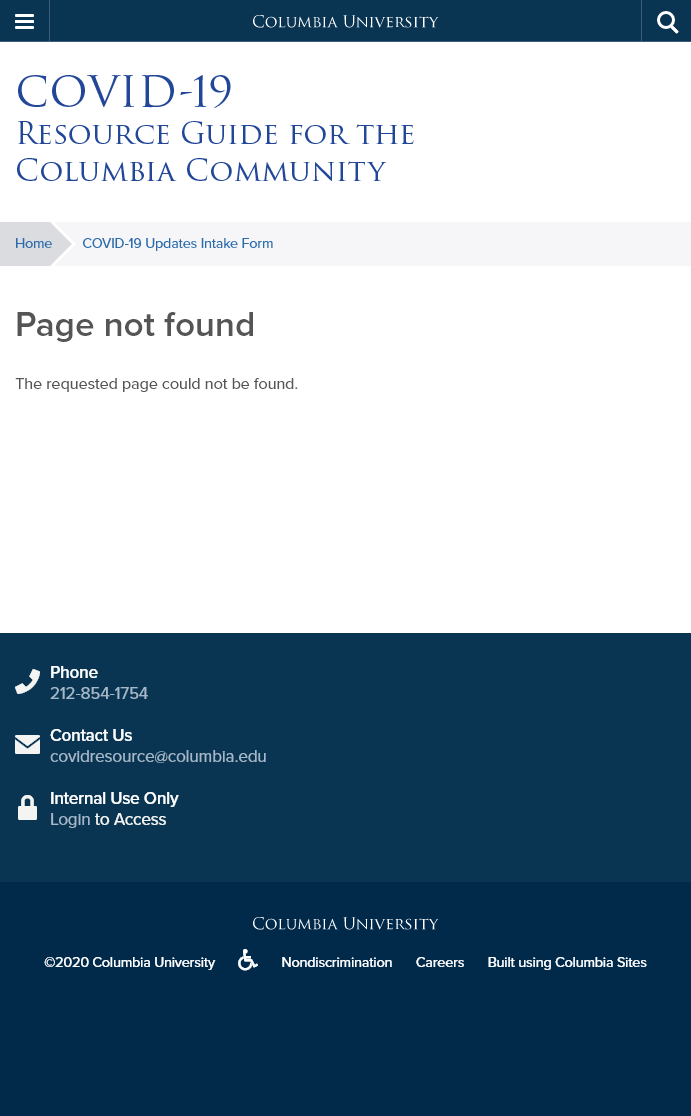 Columbia University
COVID-19
Resource Guide for the
Columbia Community
Home
COVID-19 Updates Intake Form
Page not found
The requested page could not be found.
Phone
212-854-1754
Contact Us
covidresource@columbia.edu
Internal Use Only
Login to Access
Columbia University
©2020 Columbia University Nondiscrimination Careers Built using Columbia Sites